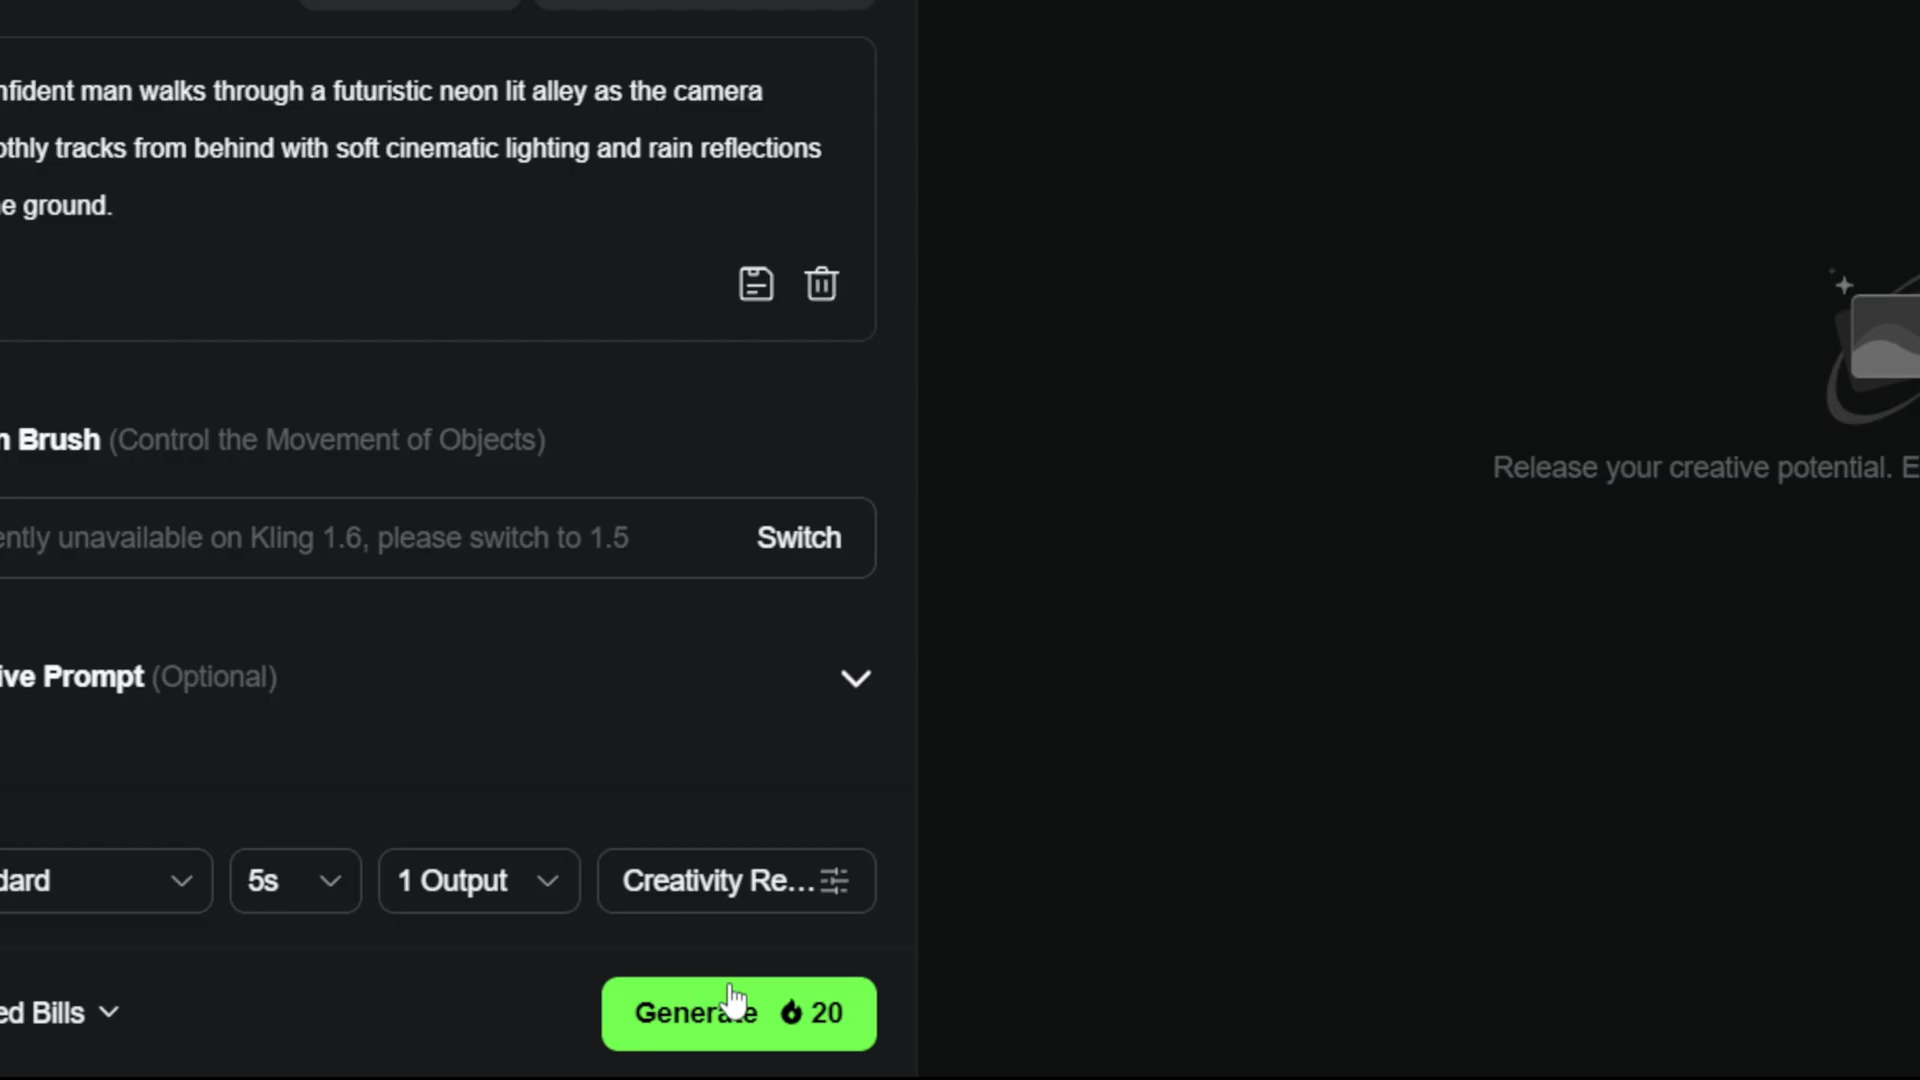 nfident man walks through a futuristic neon lit alley as the camera
othly tracks from behind with soft cinematic lighting and rain reflections
e ground.
n Brush (Control the Movement of Objects)
ently unavailable on Kling 1.6, please switch to 1.5 Switch
ive Prompt (Optional)
dard 5s 1 Output Creativity Re...
ed Bills Generate 20
Release your creative potential. E